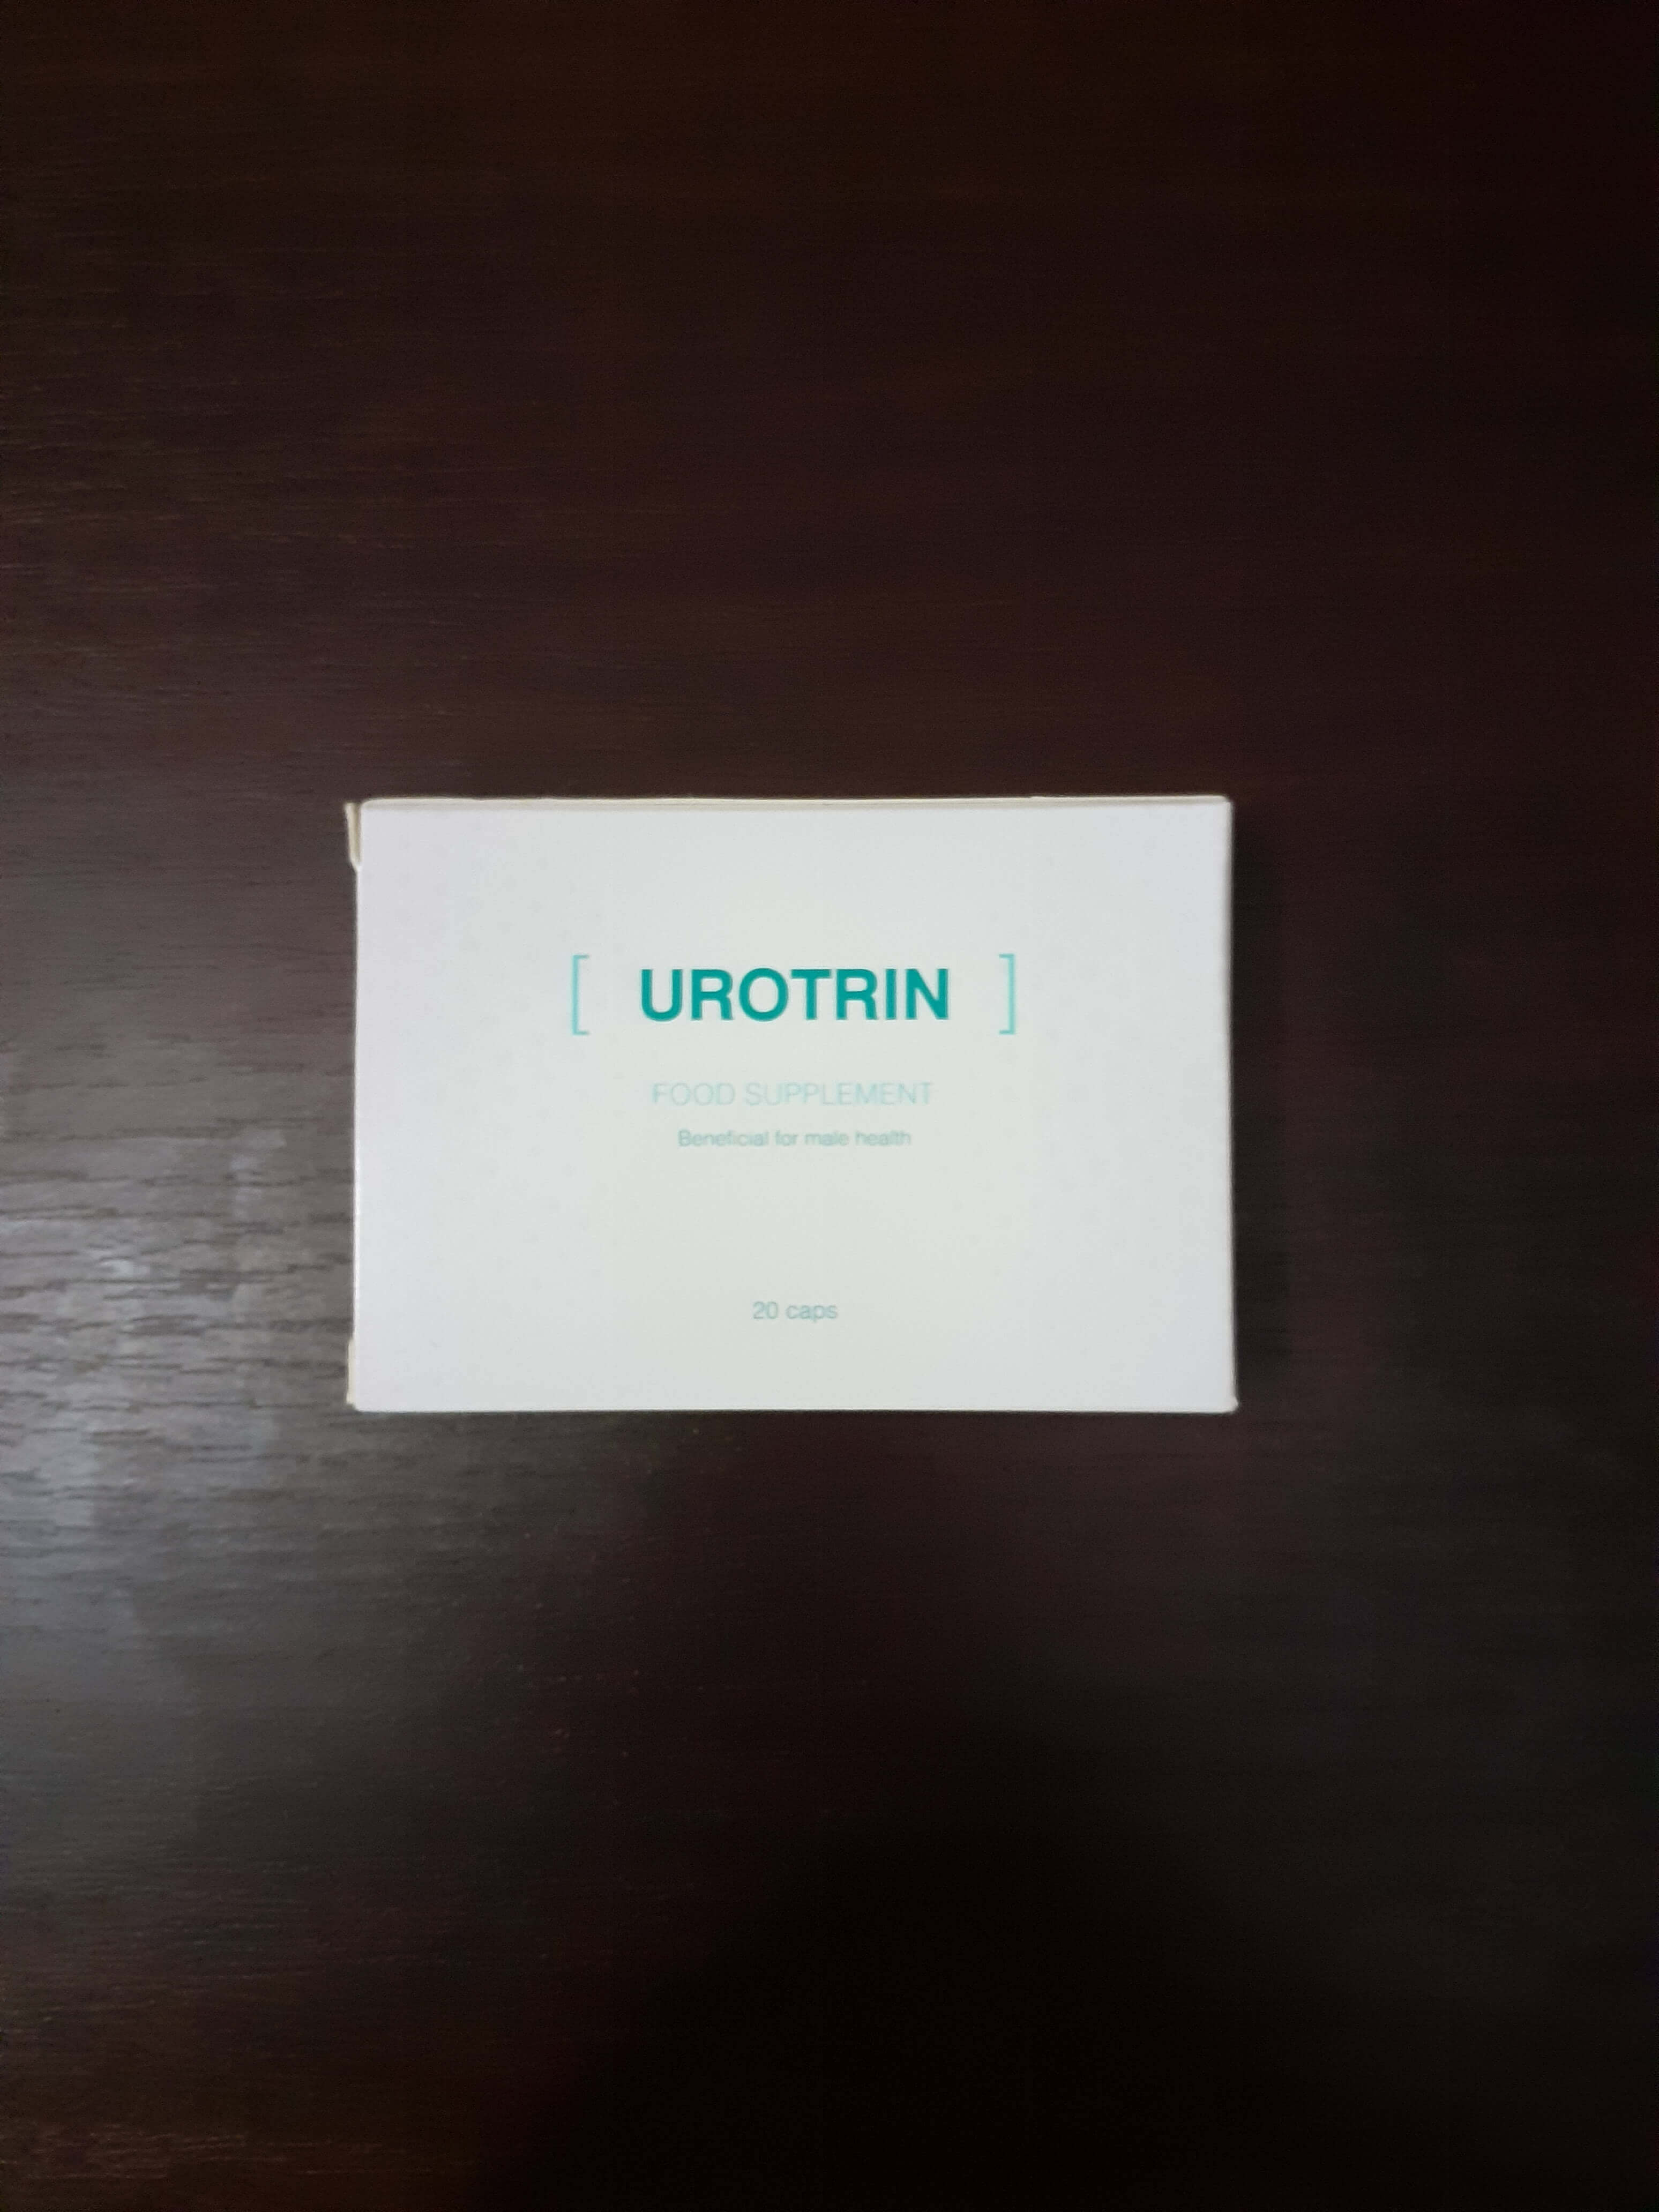 [ UROTRIN ]
FOOD SUPPLEMENT
Beneficial for male health
20 caps